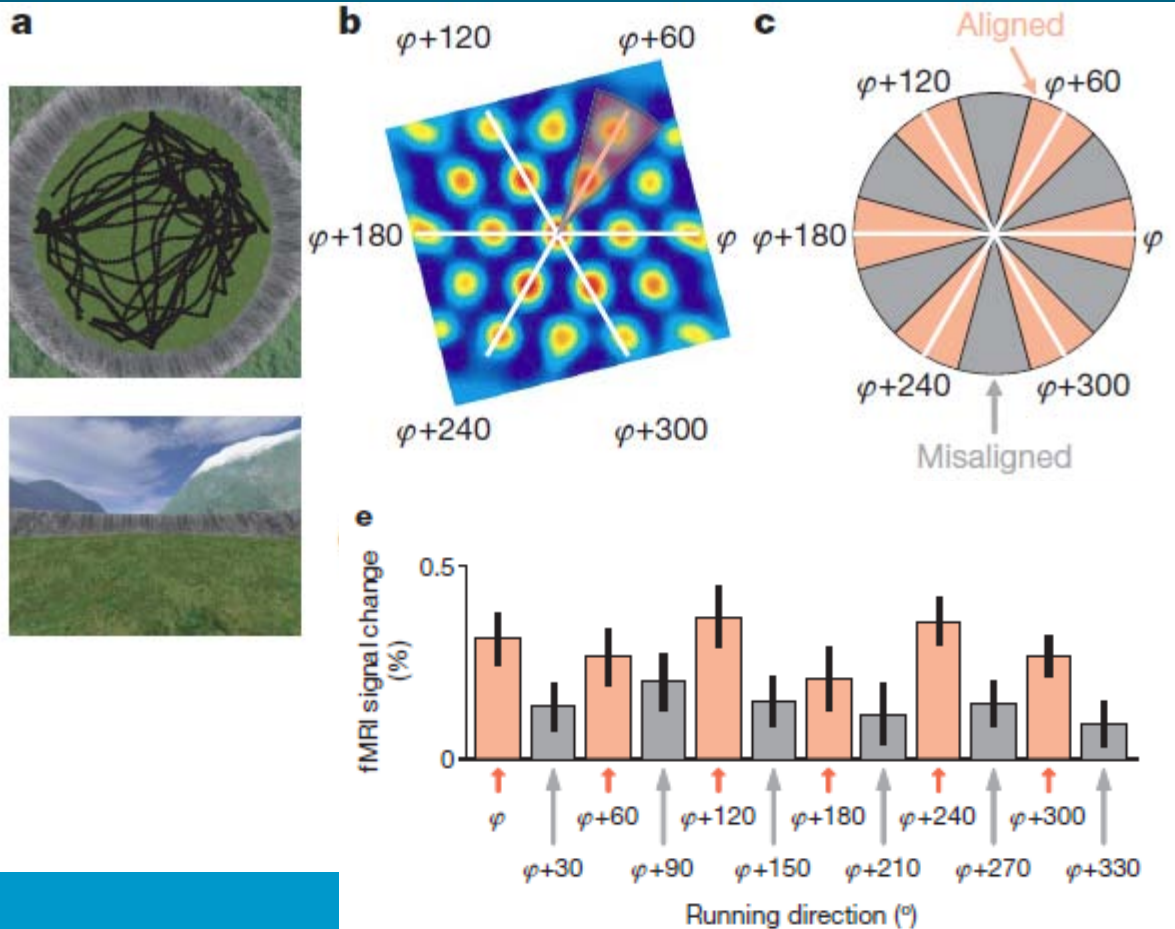 a
b
φ+120
φ+60
φ+180
φ
φ+240
φ+300
c
Aligned
φ+120
φ+60
φ+180
φ
φ+240
φ+300
Misaligned
e
fMRI signal change
(%)
0.5
0
φ
φ+60
φ+120
φ+180
φ+240
φ+300
φ+30
φ+90
φ+150
φ+210
φ+270
φ+330
Running direction (º)